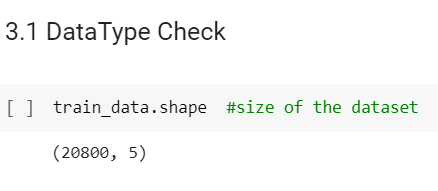 3.1 DataType Check
[ ] train_data.shape #size of the dataset
(20800, 5)